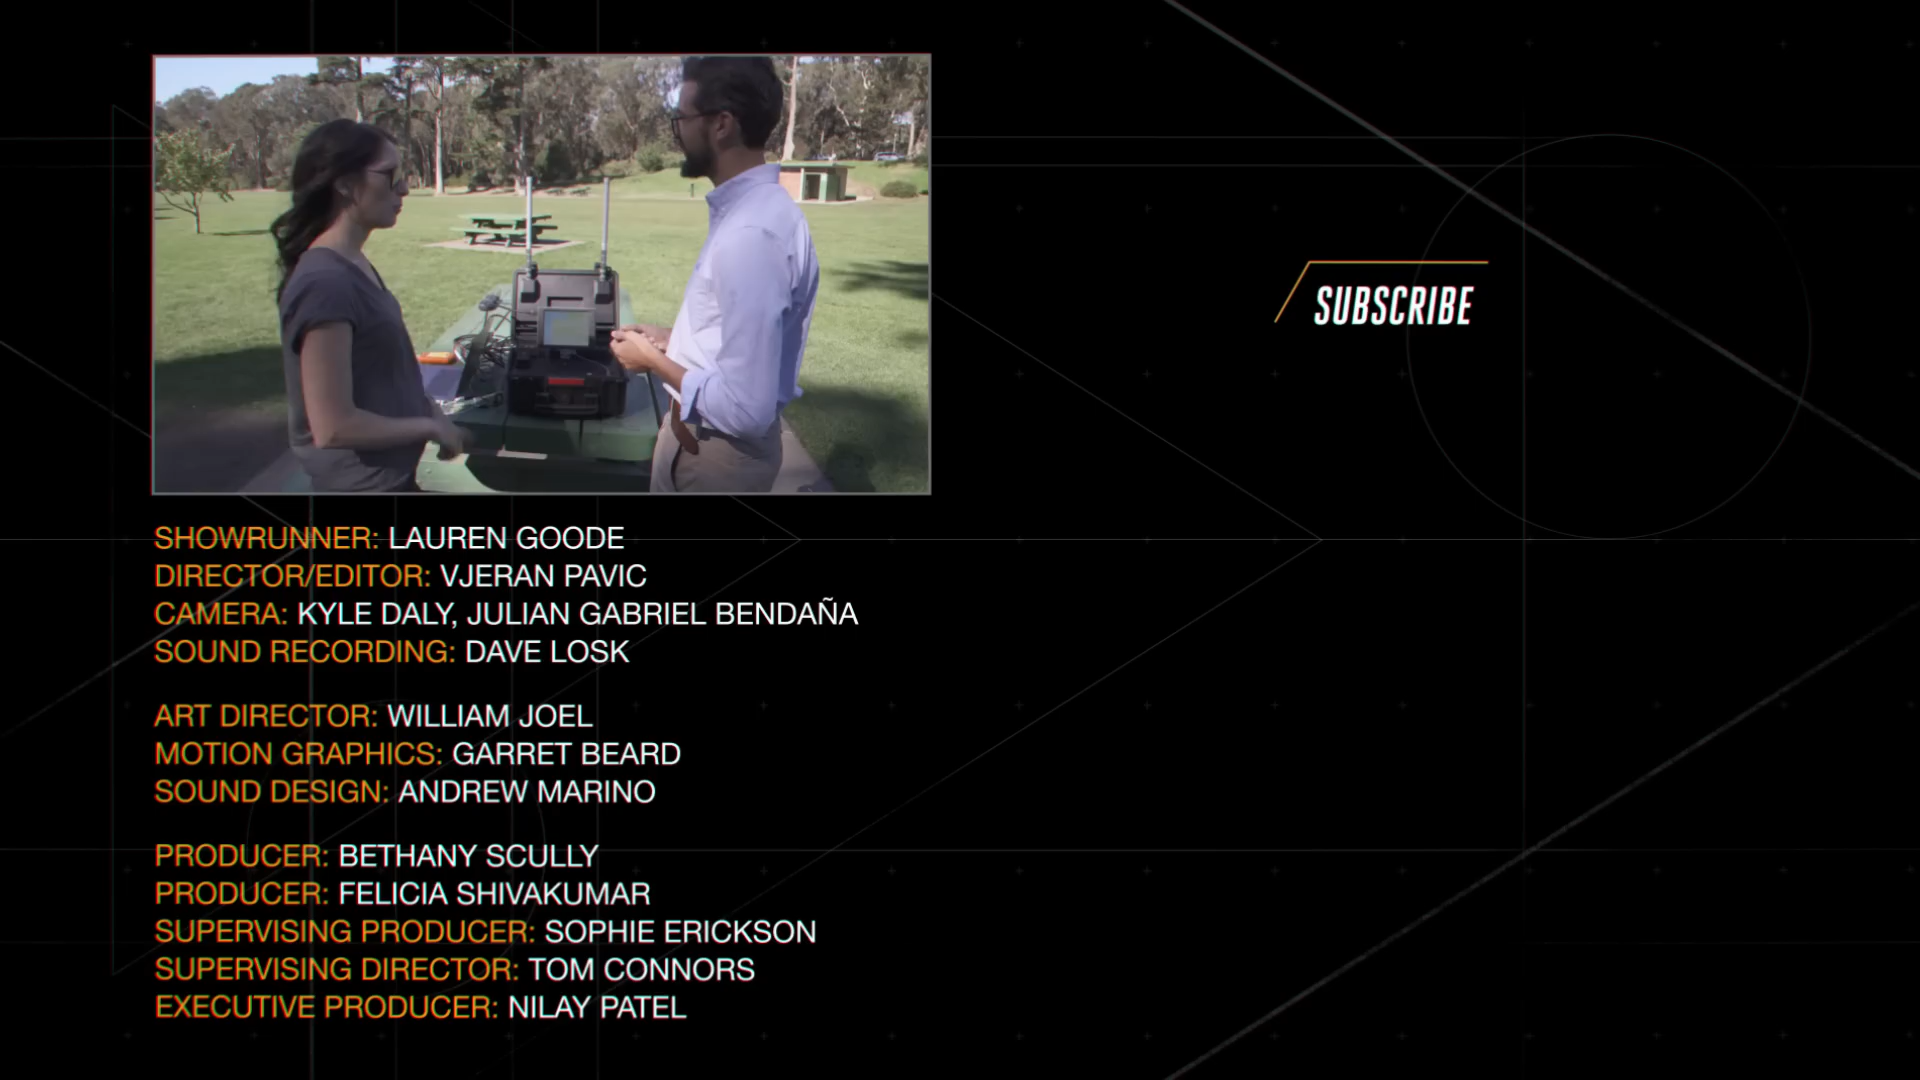 SUBSCRIBE
SHOWRUNNER: LAUREN GOODE
DIRECTOR/EDITOR: VJERAN PAVIC
CAMERA: KYLE DALY, JULIAN GABRIEL BENDAÑA
SOUND RECORDING: DAVE LOSK
ART DIRECTOR: WILLIAM JOEL
MOTION GRAPHICS: GARRET BEARD
SOUND DESIGN: ANDREW MARINO
PRODUCER: BETHANY SCULLY
PRODUCER: FELICIA SHIVAKUMAR
SUPERVISING PRODUCER: SOPHIE ERICKSON
SUPERVISING DIRECTOR: TOM CONNORS
EXECUTIVE PRODUCER: NILAY PATEL